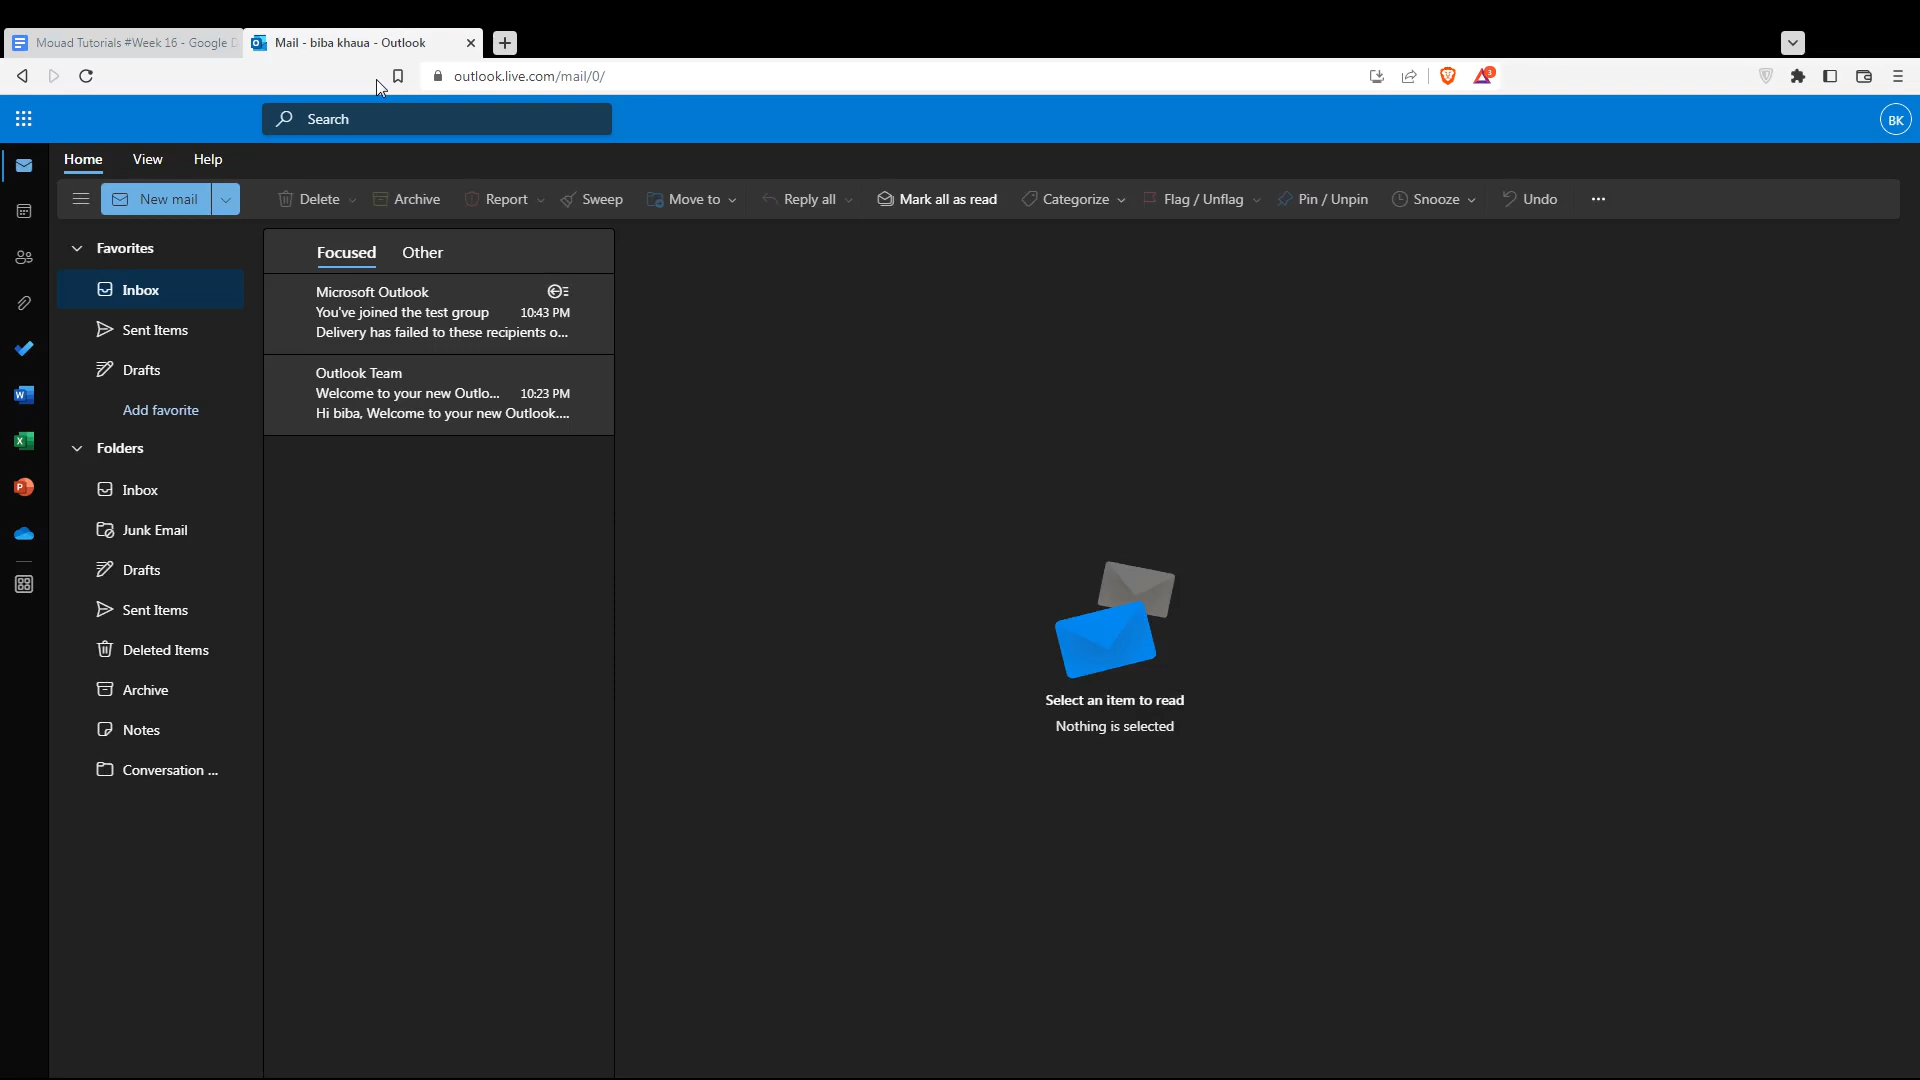 Mouad Tutorials #Week 16 - Google D
Mail - biba khaua - Outlook
outlook.live.com/mail/0/
3
Search
BK
Home View Help
New mail Delete Archive Report Sweep Move to Reply all Mark all as read Categorize Flag / Unflag Pin / Unpin Snooze Undo ...
Favorites
Inbox
Sent Items
Drafts
Add favorite
Folders
Inbox
Junk Email
Drafts
Sent Items
Deleted Items
Archive
Notes
Conversation ...
Focused Other
Microsoft Outlook
You've joined the test group 10:43 PM
Delivery has failed to these recipients o...
Outlook Team
Welcome to your new Outlo... 10:23 PM
Hi biba, Welcome to your new Outlook....
Select an item to read
Nothing is selected
W
X
P